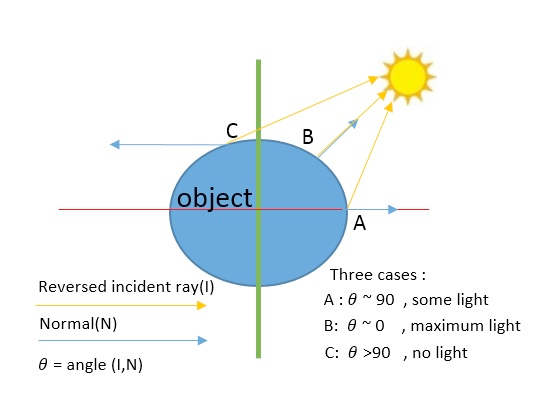 C
B
object
A
Reversed incident ray(I)
Normal(N)
θ = angle (I,N)
Three cases :
A : θ ~ 90 , some light
B: θ ~ 0 , maximum light
C: θ >90 , no light